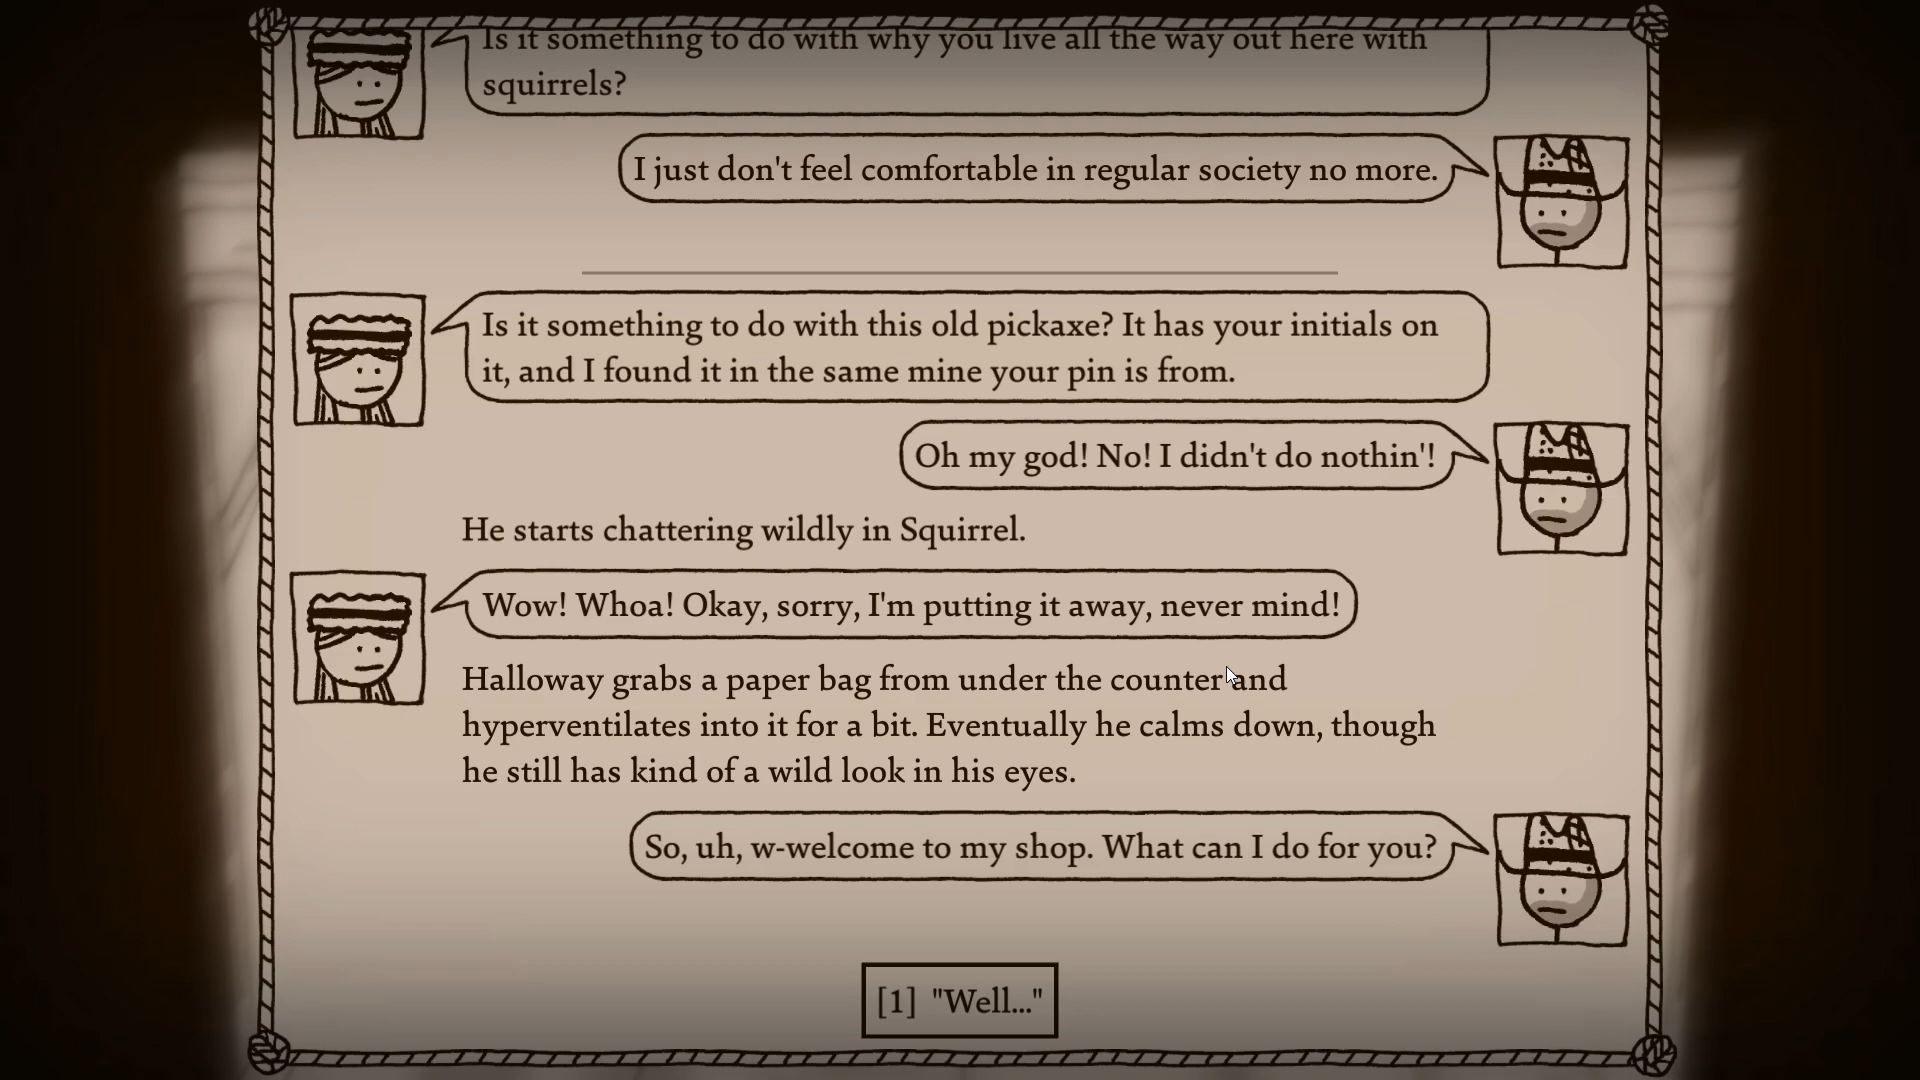 Is it something to do with why you live all the way out here with
squirrels?
I just don't feel comfortable in regular society no more.
Is it something to do with this old pickaxe? It has your initials on
it, and I found it in the same mine your pin is from.
Oh my god! No! I didn't do nothin'!
He starts chattering wildly in Squirrel.
Wow! Whoa! Okay, sorry, I'm putting it away, never mind!
Halloway grabs a paper bag from under the counter and
hyperventilates into it for a bit. Eventually he calms down, though
he still has kind of a wild look in his eyes.
So, uh, w-welcome to my shop. What can I do for you?
[1] "Well..."